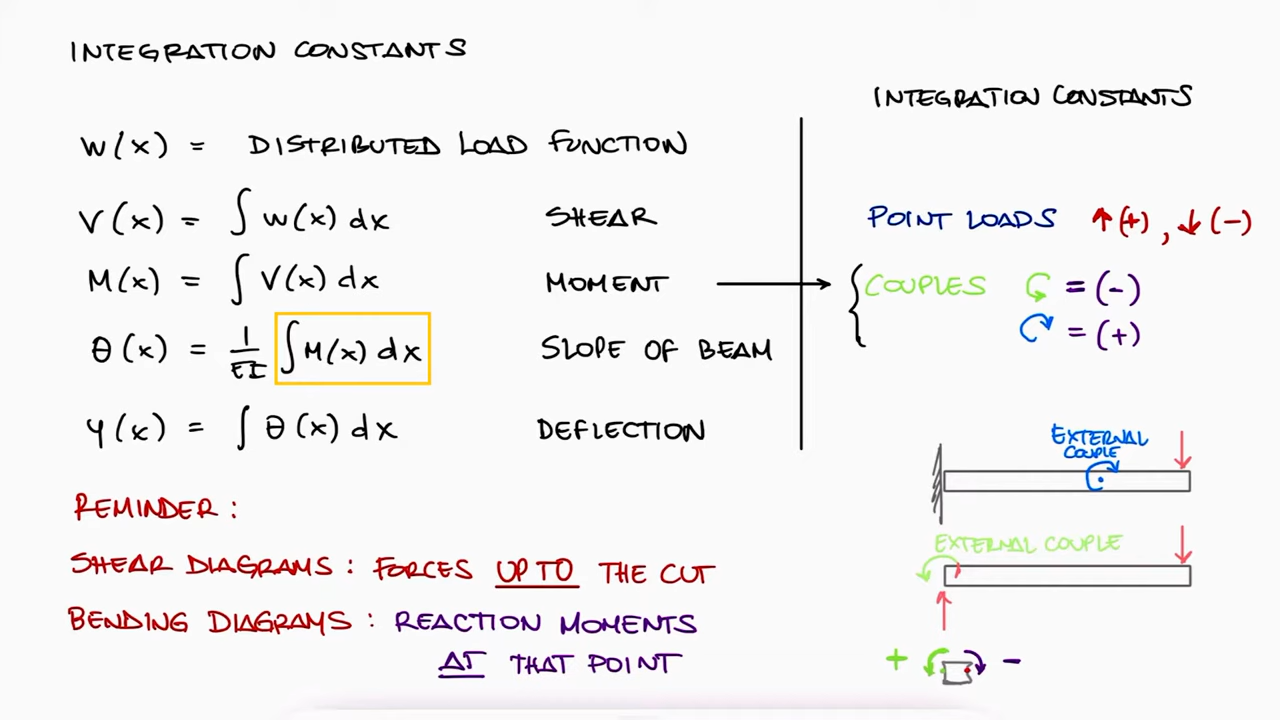 INTEGRATION CONSTANTS
INTEGRATION CONSTANTS
W(x) = DISTRIBUTED LOAD FUNCTION
V(x) = ∫ w(x) dx SHEAR
POINT LOADS ↑(+), ↓(-)
M(x) = ∫ V(x) dx MOMENT
COUPLES = (-)
= (+)
θ(x) = 1/EI ∫ M(x) dx SLOPE OF BEAM
y(x) = ∫ θ(x) dx DEFLECTION
EXTERNAL
COUPLE
REMINDER:
EXTERNAL COUPLE
SHEAR DIAGRAMS: FORCES UP TO THE CUT
BENDING DIAGRAMS: REACTION MOMENTS
AT THAT POINT
+ -